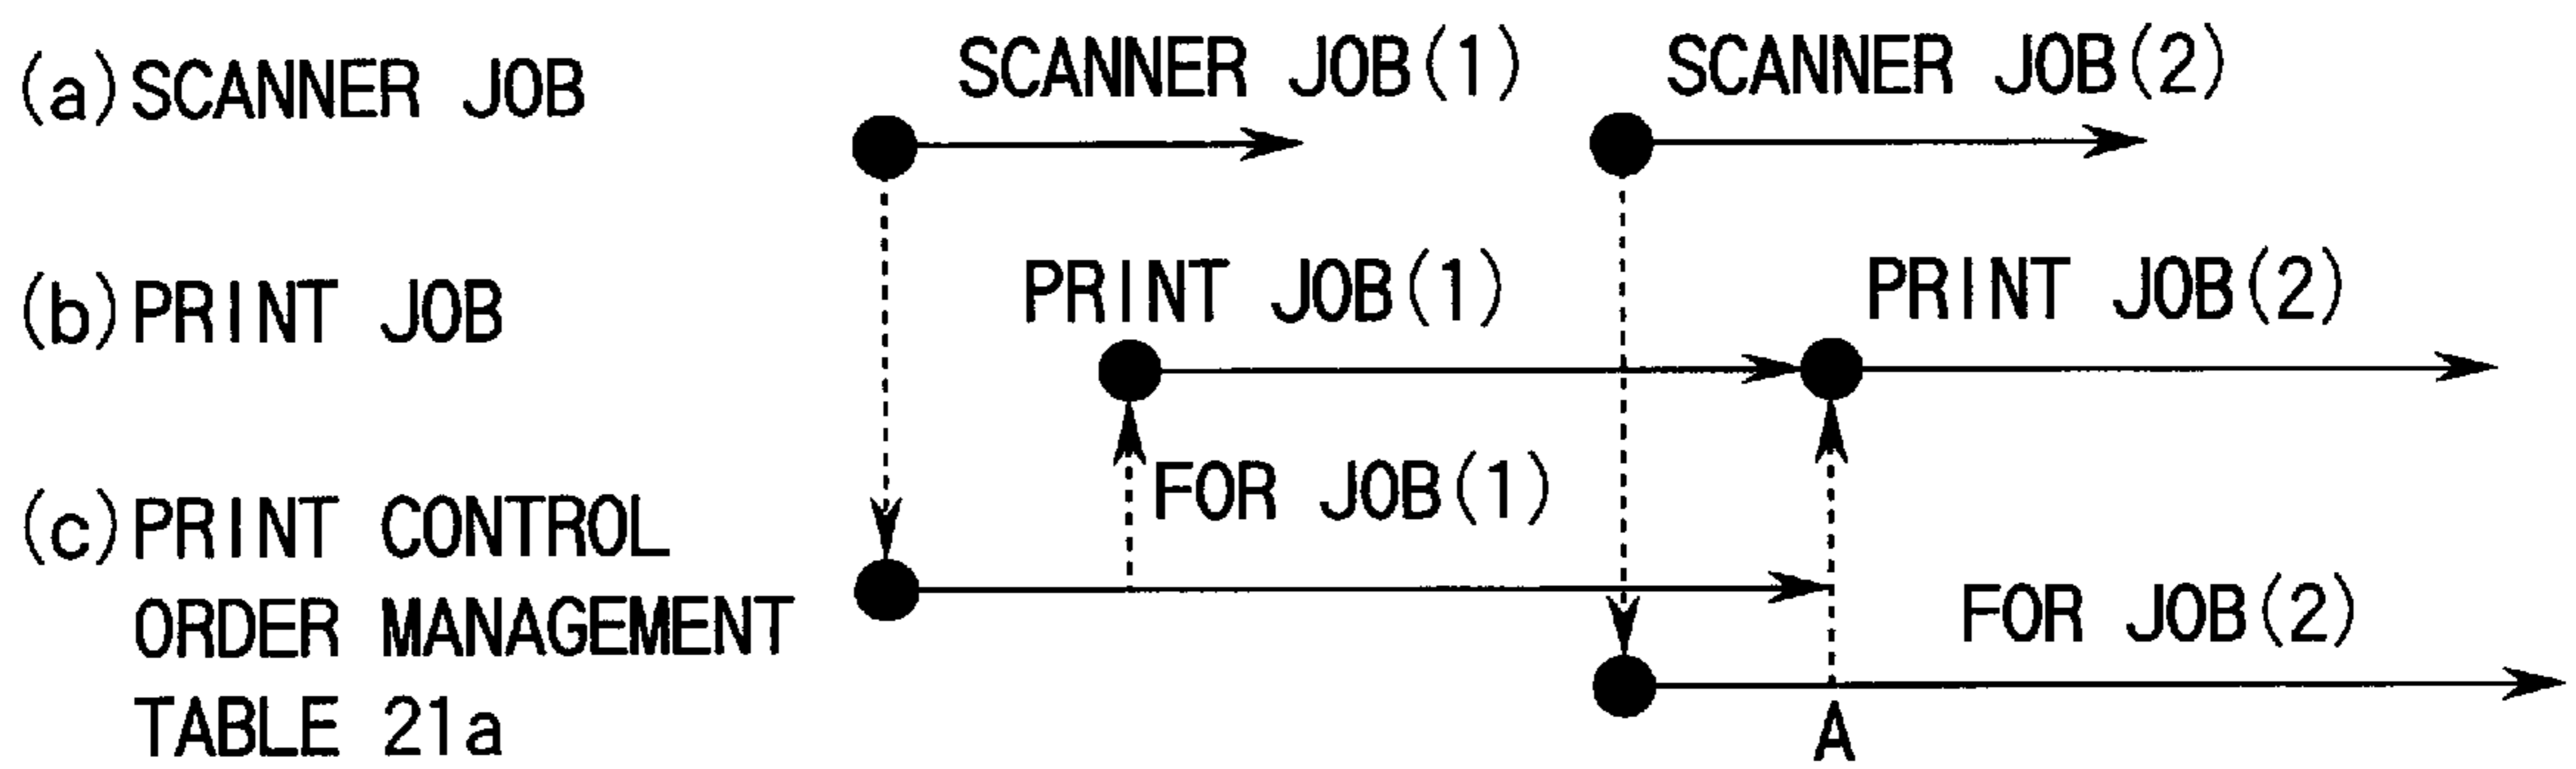 (a) SCANNER JOB
SCANNER JOB(1)
SCANNER JOB(2)
(b) PRINT JOB
PRINT JOB(1)
PRINT JOB(2)
FOR JOB(1)
(c) PRINT CONTROL
ORDER MANAGEMENT
TABLE 21a
FOR JOB(2)
A